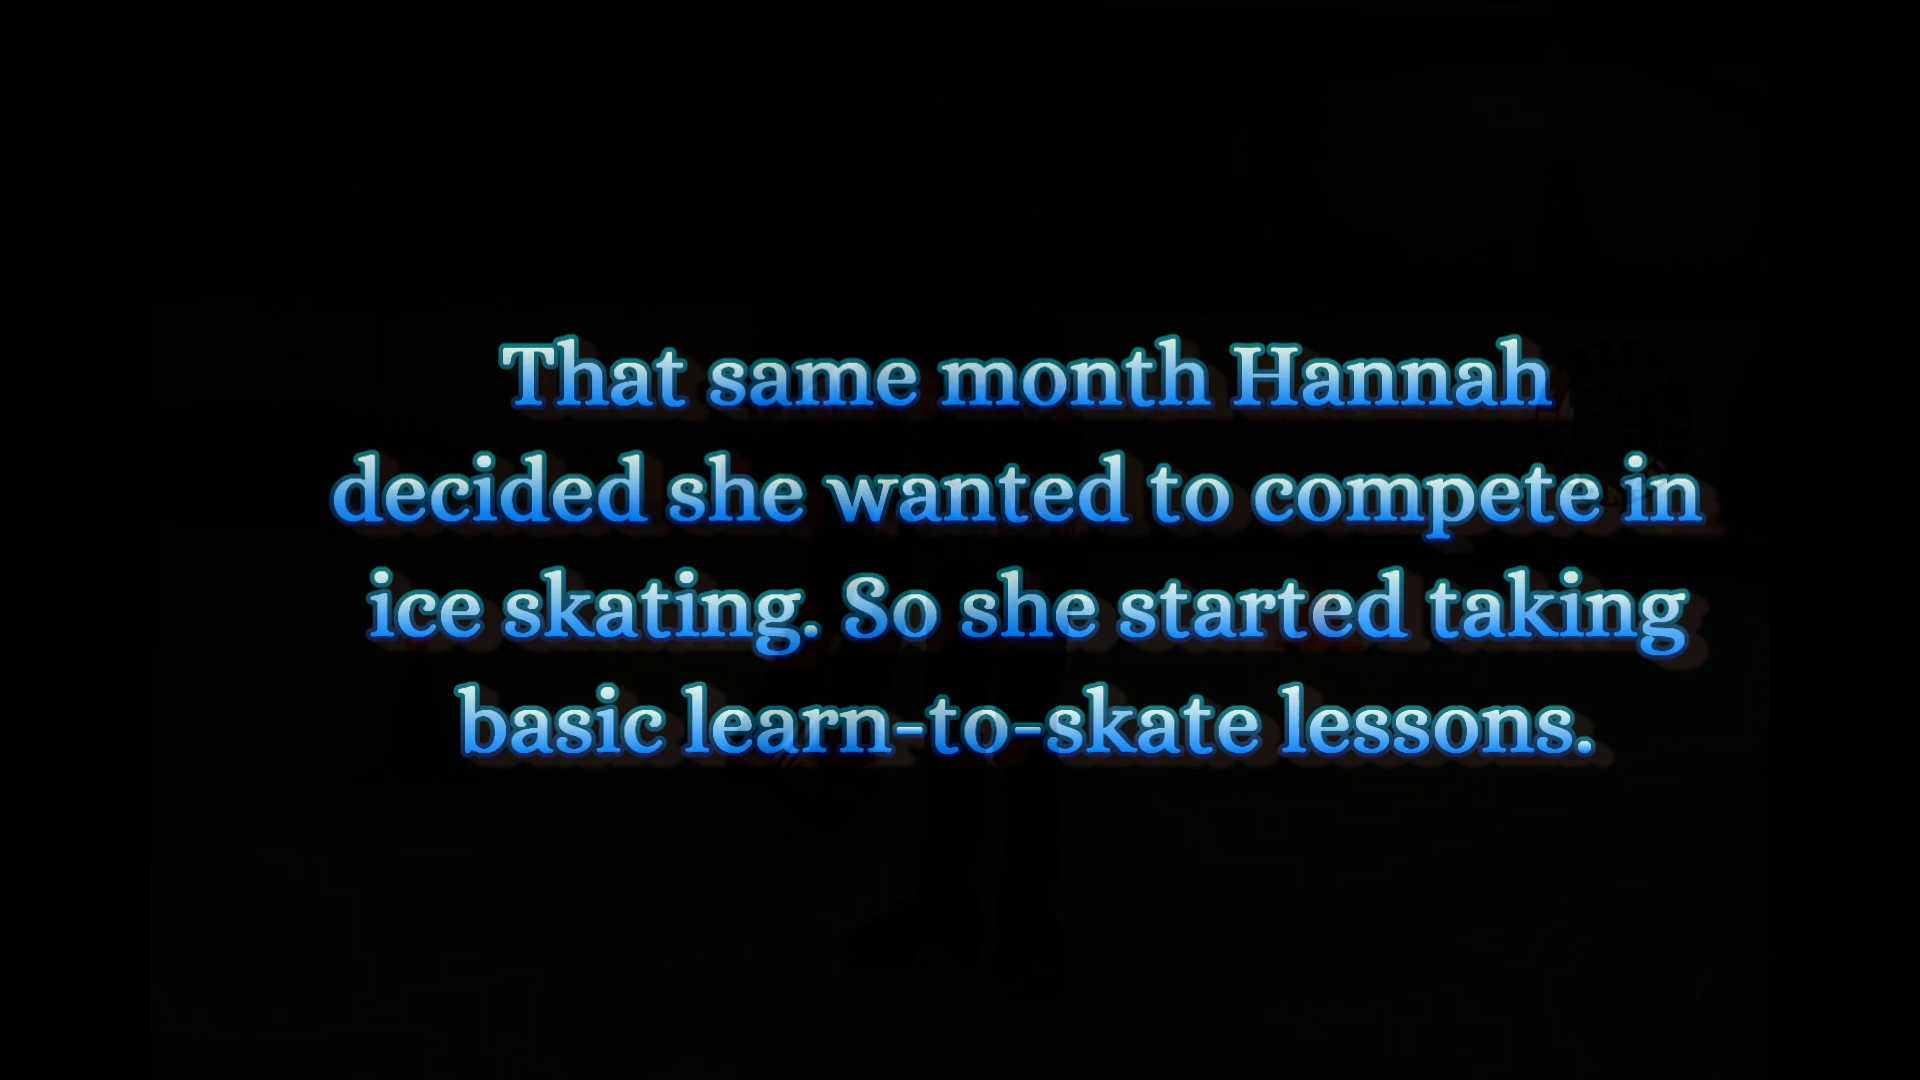 That same month Hannah
decided she wanted to compete in
ice skating. So she started taking
basic learn-to-skate lessons.